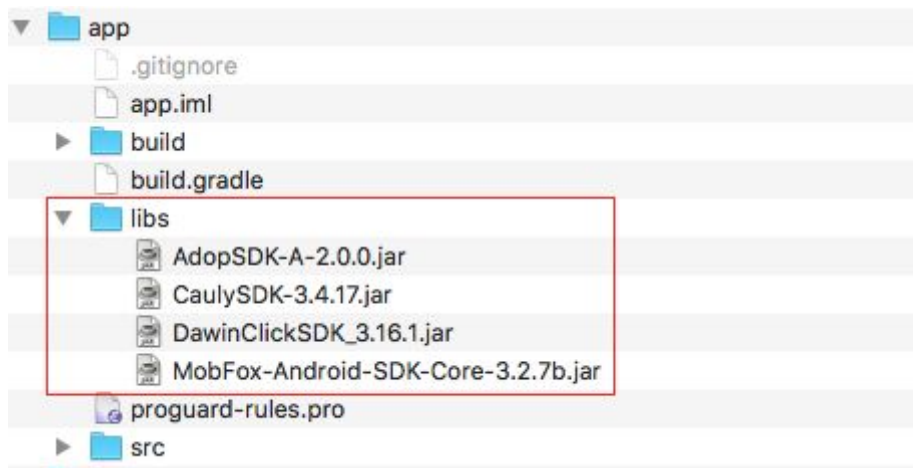 app
.gitignore
app.iml
build
build.gradle
libs
AdopSDK-A-2.0.0.jar
CaulySDK-3.4.17.jar
DawinClickSDK_3.16.1.jar
MobFox-Android-SDK-Core-3.2.7b.jar
proguard-rules.pro
src